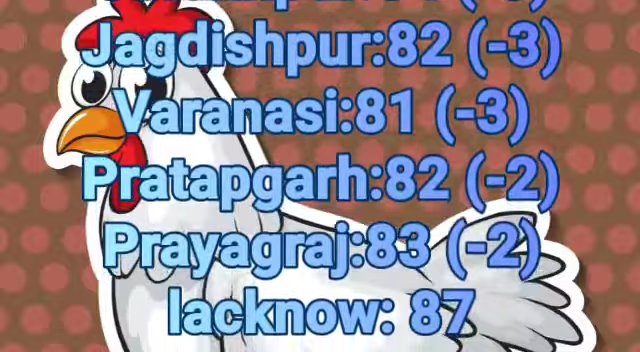 Jagdishpur:82 (-3)
Varanasi:81 (-3)
Pratapgarh:82 (-2)
Prayagraj:83 (-2)
lacknow: 87